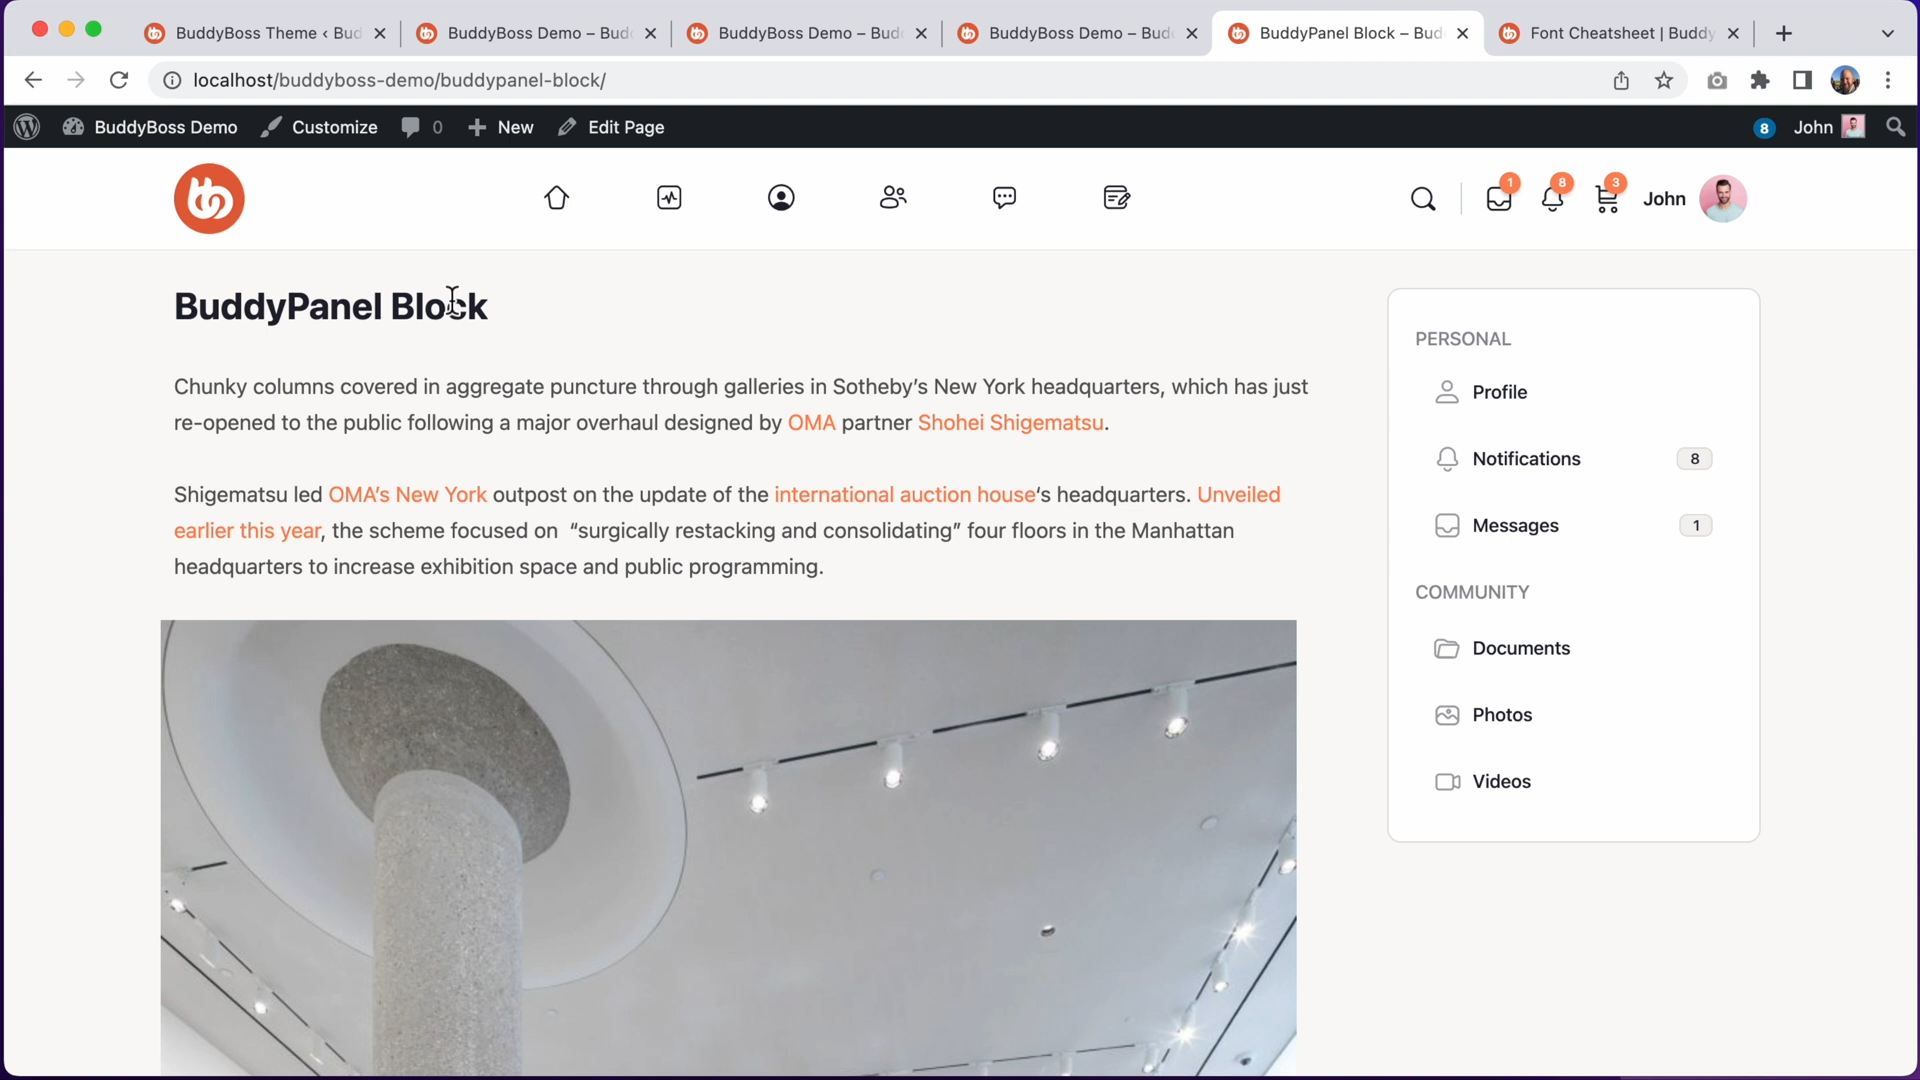 BuddyBoss Theme ‹ Bud
BuddyBoss Demo – Bud
BuddyBoss Demo – Bud
BuddyBoss Demo – Bud
BuddyPanel Block – Bud
Font Cheatsheet | Buddy
localhost/buddyboss-demo/buddypanel-block/
BuddyBoss Demo Customize 0 New Edit Page
8 John
1 8 3
John
BuddyPanel Block
Chunky columns covered in aggregate puncture through galleries in Sotheby’s New York headquarters, which has just
re-opened to the public following a major overhaul designed by OMA partner Shohei Shigematsu.
Shigematsu led OMA’s New York outpost on the update of the international auction house‘s headquarters. Unveiled
earlier this year, the scheme focused on “surgically restacking and consolidating” four floors in the Manhattan
headquarters to increase exhibition space and public programming.
PERSONAL
Profile
Notifications 8
Messages 1
COMMUNITY
Documents
Photos
Videos